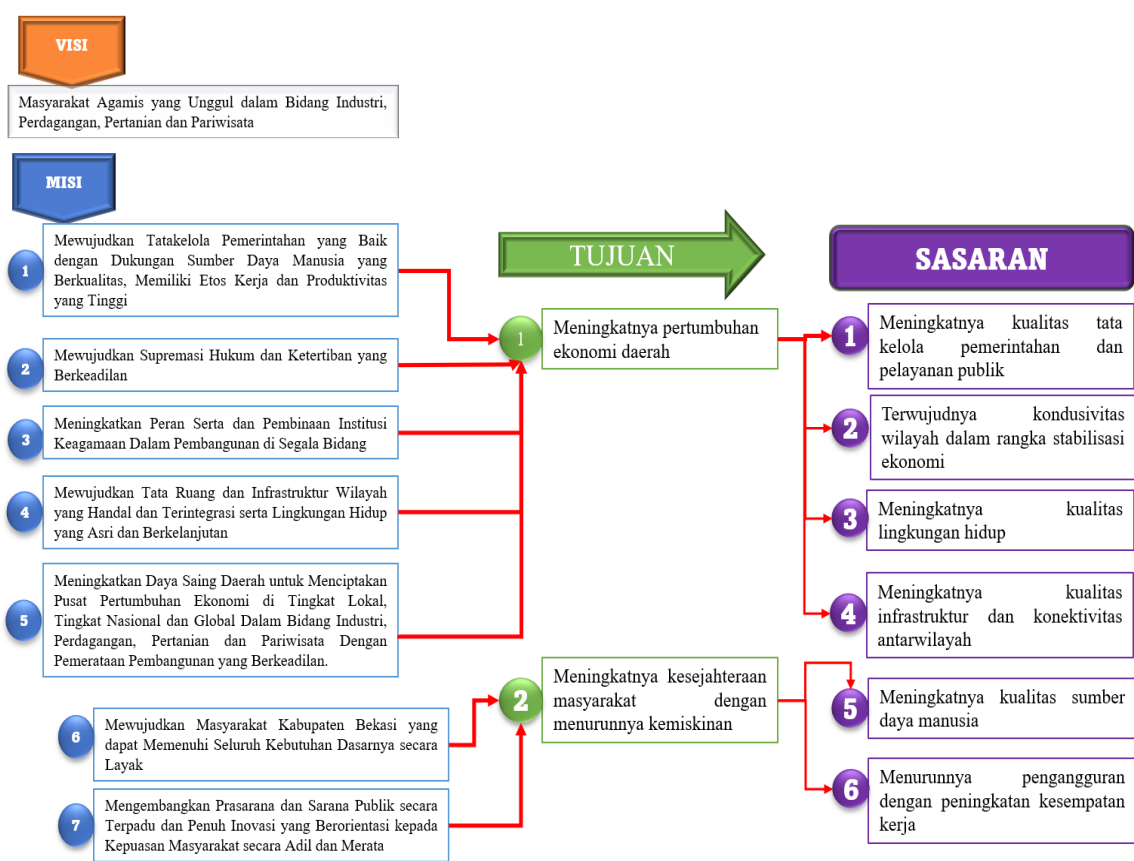 VISI
Masyarakat Agamis yang Unggul dalam Bidang Industri,
Perdagangan, Pertanian dan Pariwisata
MISI
1
Mewujudkan Tatakelola Pemerintahan yang Baik
dengan Dukungan Sumber Daya Manusia yang
Berkualitas, Memiliki Etos Kerja dan Produktivitas
yang Tinggi
2
Mewujudkan Supremasi Hukum dan Ketertiban yang
Berkeadilan
3
Meningkatkan Peran Serta dan Pembinaan Institusi
Keagamaan Dalam Pembangunan di Segala Bidang
4
Mewujudkan Tata Ruang dan Infrastruktur Wilayah
yang Handal dan Terintegrasi serta Lingkungan Hidup
yang Asri dan Berkelanjutan
5
Meningkatkan Daya Saing Daerah untuk Menciptakan
Pusat Pertumbuhan Ekonomi di Tingkat Lokal,
Tingkat Nasional dan Global Dalam Bidang Industri,
Perdagangan, Pertanian dan Pariwisata Dengan
Pemerataan Pembangunan yang Berkeadilan.
6
Mewujudkan Masyarakat Kabupaten Bekasi yang
dapat Memenuhi Seluruh Kebutuhan Dasarnya secara
Layak
7
Mengembangkan Prasarana dan Sarana Publik secara
Terpadu dan Penuh Inovasi yang Berorientasi kepada
Kepuasan Masyarakat secara Adil dan Merata
TUJUAN
1
Meningkatnya pertumbuhan
ekonomi daerah
2
Meningkatnya kesejahteraan
masyarakat dengan
menurunnya kemiskinan
SASARAN
1
Meningkatnya kualitas tata
kelola pemerintahan dan
pelayanan publik
2
Terwujudnya kondusivitas
wilayah dalam rangka stabilisasi
ekonomi
3
Meningkatnya kualitas
lingkungan hidup
4
Meningkatnya kualitas
infrastruktur dan konektivitas
antarwilayah
5
Meningkatnya kualitas sumber
daya manusia
6
Menurunnya pengangguran
dengan peningkatan kesempatan
kerja